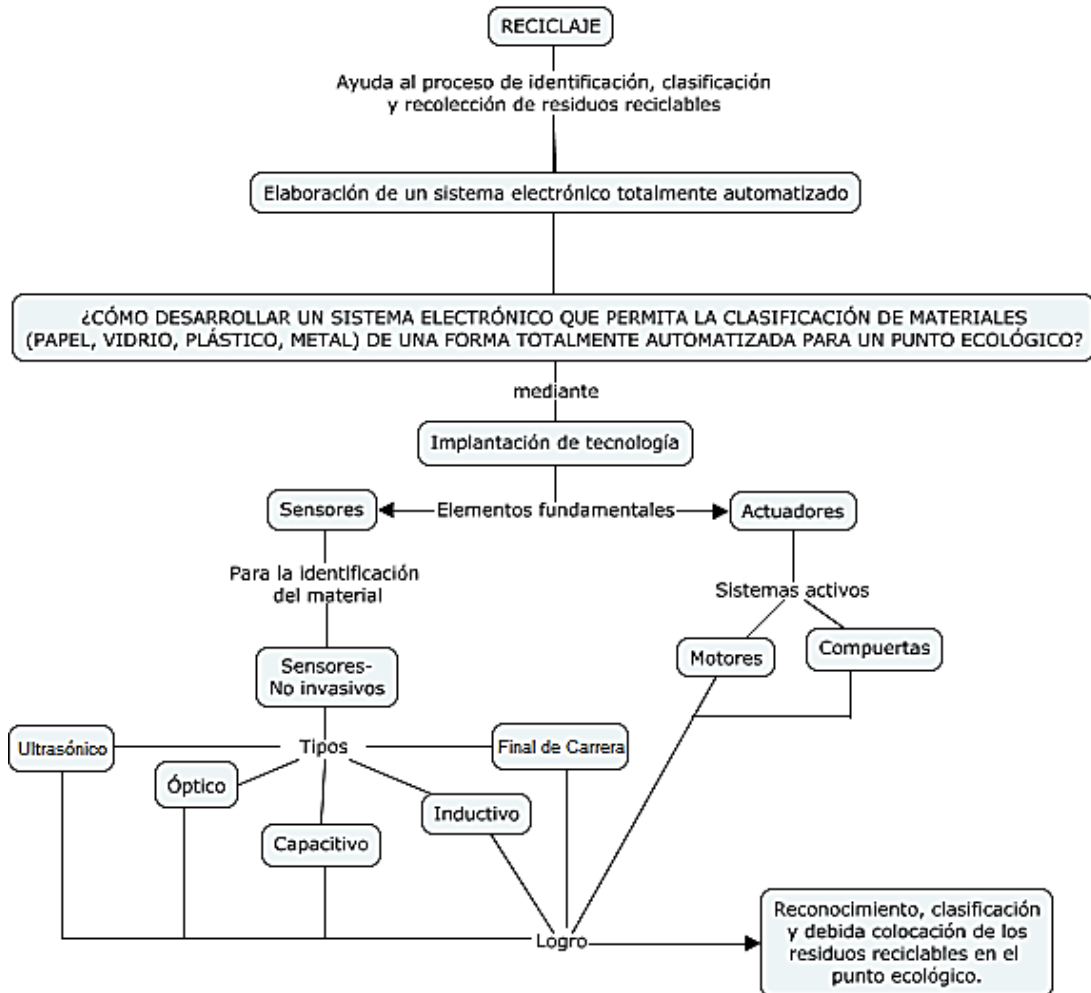 RECICLAJE
Ayuda al proceso de identificación, clasificación
y recolección de residuos reciclables
Elaboración de un sistema electrónico totalmente automatizado
¿CÓMO DESARROLLAR UN SISTEMA ELECTRÓNICO QUE PERMITA LA CLASIFICACIÓN DE MATERIALES
(PAPEL, VIDRIO, PLÁSTICO, METAL) DE UNA FORMA TOTALMENTE AUTOMATIZADA PARA UN PUNTO ECOLÓGICO?
mediante
Implantación de tecnología
Sensores
Elementos fundamentales
Actuadores
Para la identificación
del material
Sistemas activos
Motores
Compuertas
Sensores-
No invasivos
Ultrasónico
Tipos
Final de Carrera
Óptico
Inductivo
Capacitivo
Logro
Reconocimiento, clasificación
y debida colocación de los
residuos reciclables en el
punto ecológico.